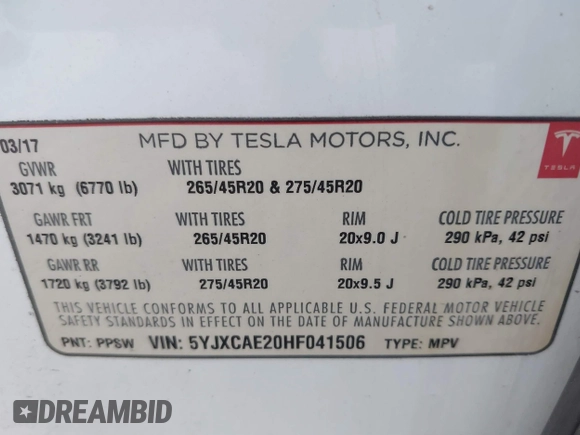 03/17 MFD BY TESLA MOTORS, INC.
TESLA
GVWR WITH TIRES
3071 kg (6770 lb) 265/45R20 & 275/45R20
GAWR FRT WITH TIRES RIM COLD TIRE PRESSURE
1470 kg (3241 lb) 265/45R20 20x9.0 J 290 kPa, 42 psi
GAWR RR WITH TIRES RIM COLD TIRE PRESSURE
1720 kg (3792 lb) 275/45R20 20x9.5 J 290 kPa, 42 psi
THIS VEHICLE CONFORMS TO ALL APPLICABLE U.S. FEDERAL MOTOR VEHICLE
SAFETY STANDARDS IN EFFECT ON THE DATE OF MANUFACTURE SHOWN ABOVE.
PNT: PPSW VIN: 5YJXCAE20HF041506 TYPE: MPV
DREAMBID